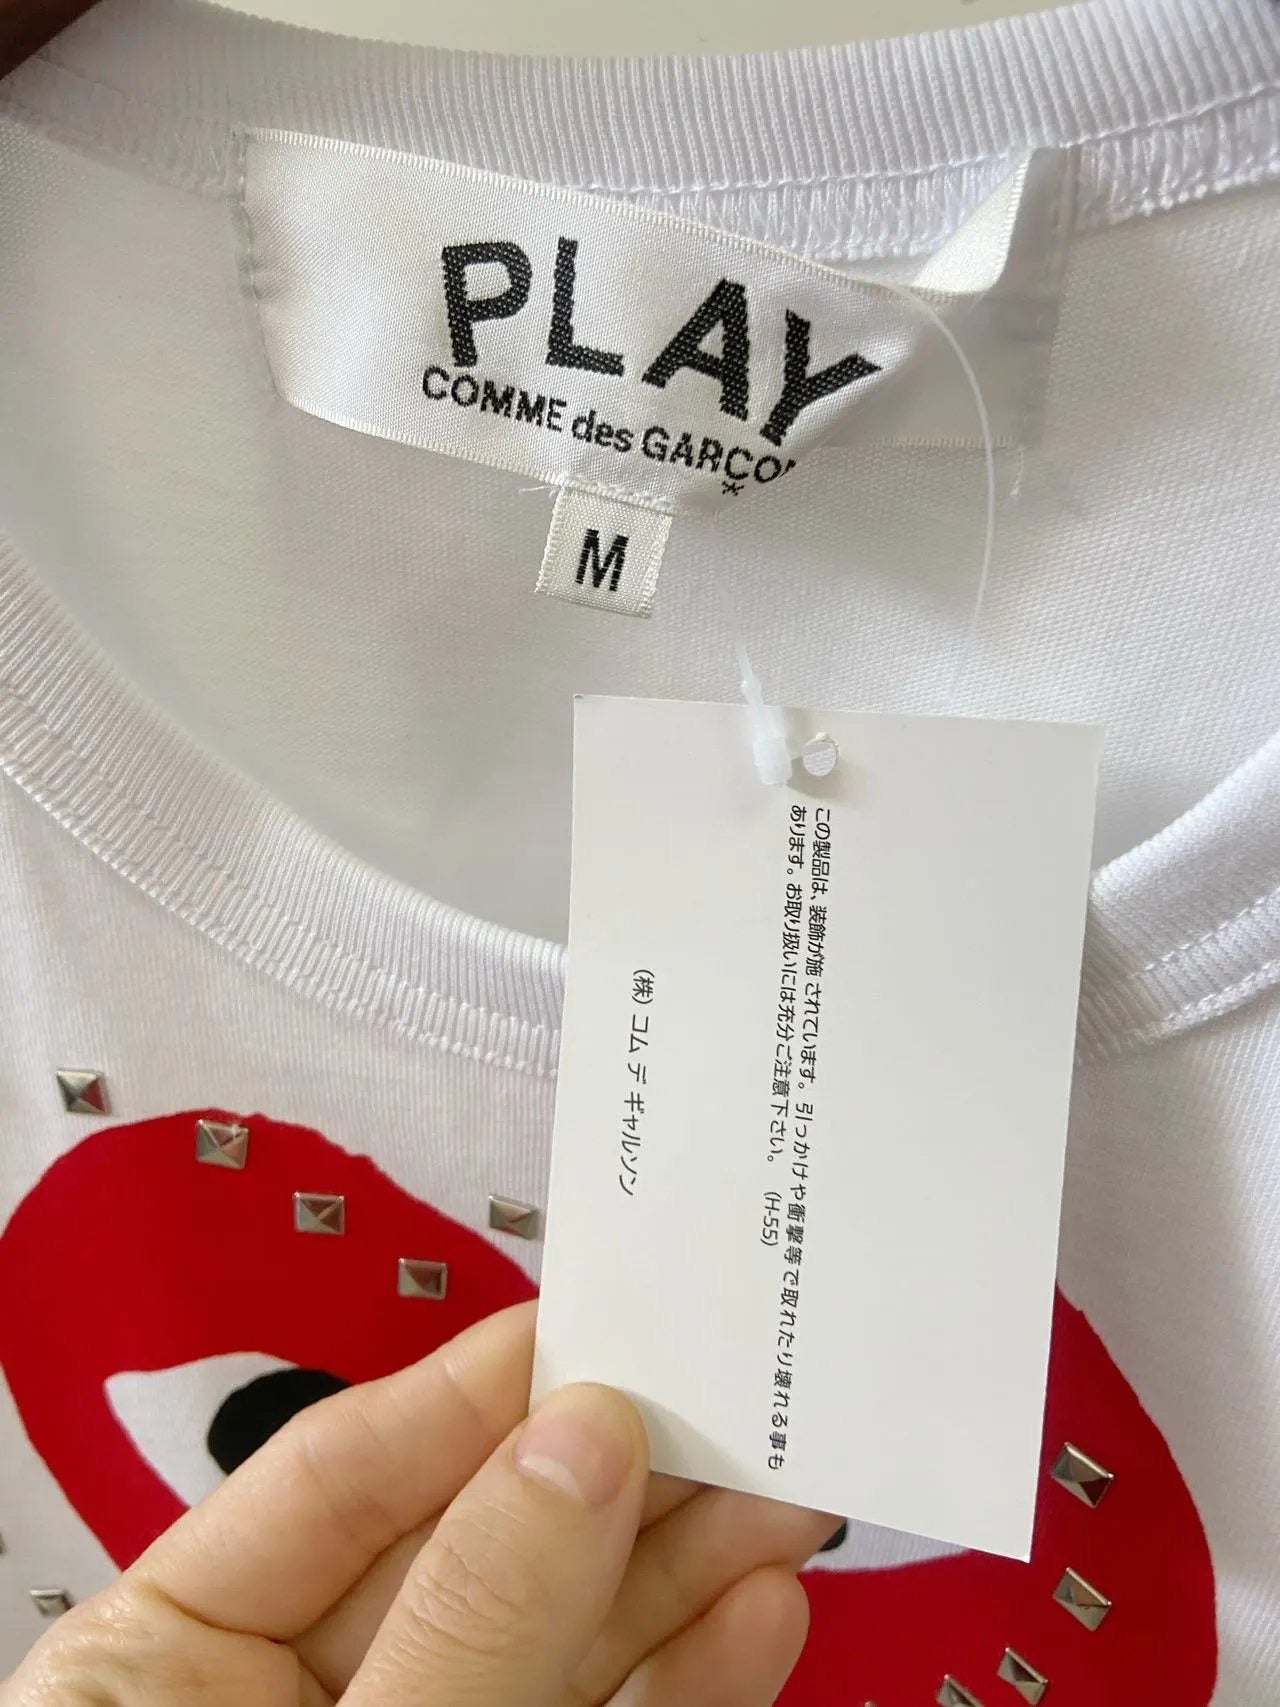 PLAY
COMME des GARÇO
*
M
この製品は、装飾が施 されています。引っかけや衝撃等で取れたり壊れる事も
あります。お取り扱いには充分ご注意下さい。 (H-55)
(株) コム デ ギャルソン